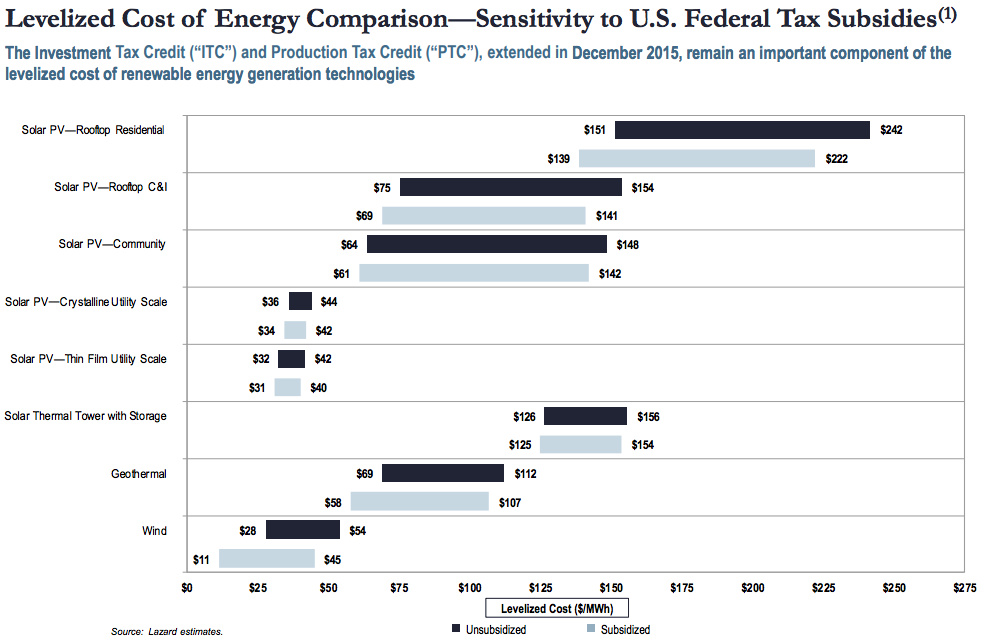 Levelized Cost of Energy Comparison—Sensitivity to U.S. Federal Tax Subsidies(1)
The Investment Tax Credit (“ITC”) and Production Tax Credit (“PTC”), extended in December 2015, remain an important component of the
levelized cost of renewable energy generation technologies
Solar PV—Rooftop Residential $151 $242
$139 $222
Solar PV—Rooftop C&I $75 $154
$69 $141
Solar PV—Community $64 $148
$61 $142
Solar PV—Crystalline Utility Scale $36 $44
$34 $42
Solar PV—Thin Film Utility Scale $32 $42
$31 $40
Solar Thermal Tower with Storage $126 $156
$125 $154
Geothermal $69 $112
$58 $107
Wind $28 $54
$11 $45
$0 $25 $50 $75 $100 $125 $150 $175 $200 $225 $250 $275
Levelized Cost ($/MWh)
Unsubsidized Subsidized
Source: Lazard estimates.